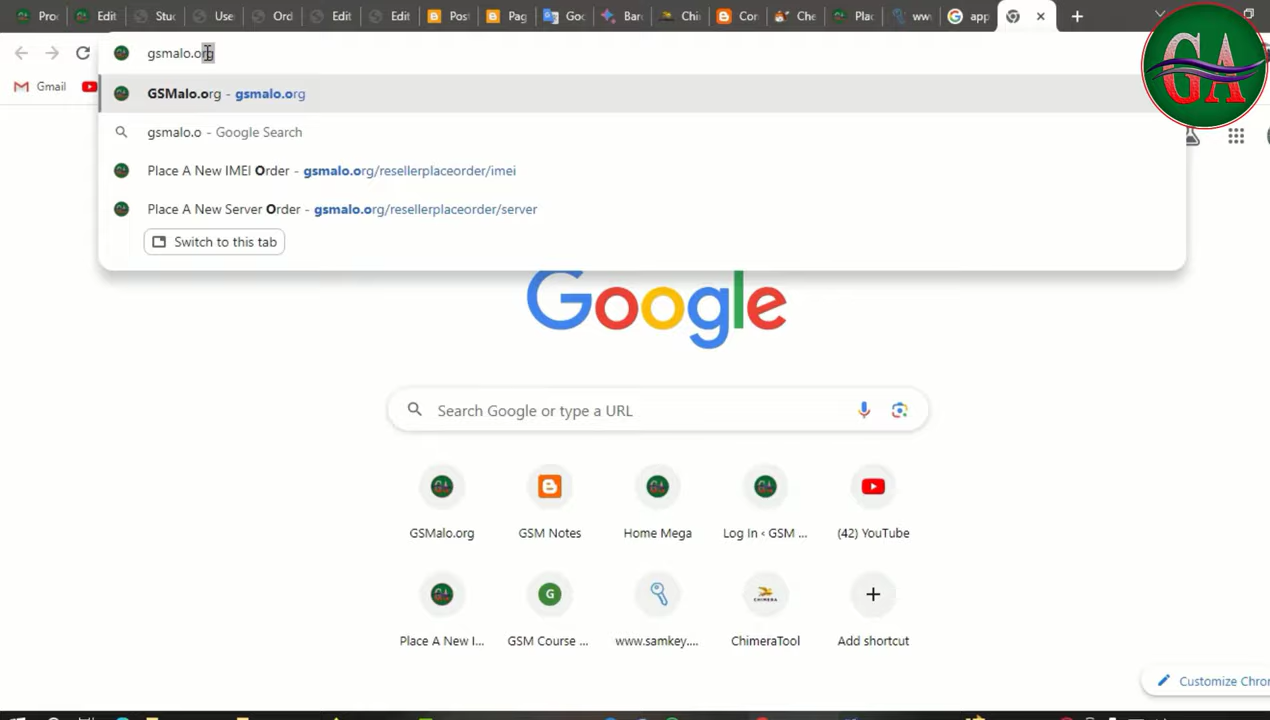 Pro Edit Stu Use Ord Edit Edit Post Pag Goo Bar Chi Cor Che Plac www app
gsmalo.org
Gmail
GA
GSMalo.org - gsmalo.org
gsmalo.o - Google Search
Place A New IMEI Order - gsmalo.org/resellerplaceorder/imei
Place A New Server Order - gsmalo.org/resellerplaceorder/server
Switch to this tab
Google
Search Google or type a URL
GSMalo.org GSM Notes Home Mega Log In ‹ GSM ... (42) YouTube
CHIMERA
Place A New I... GSM Course ... www.samkey.... ChimeraTool Add shortcut
Customize Chro